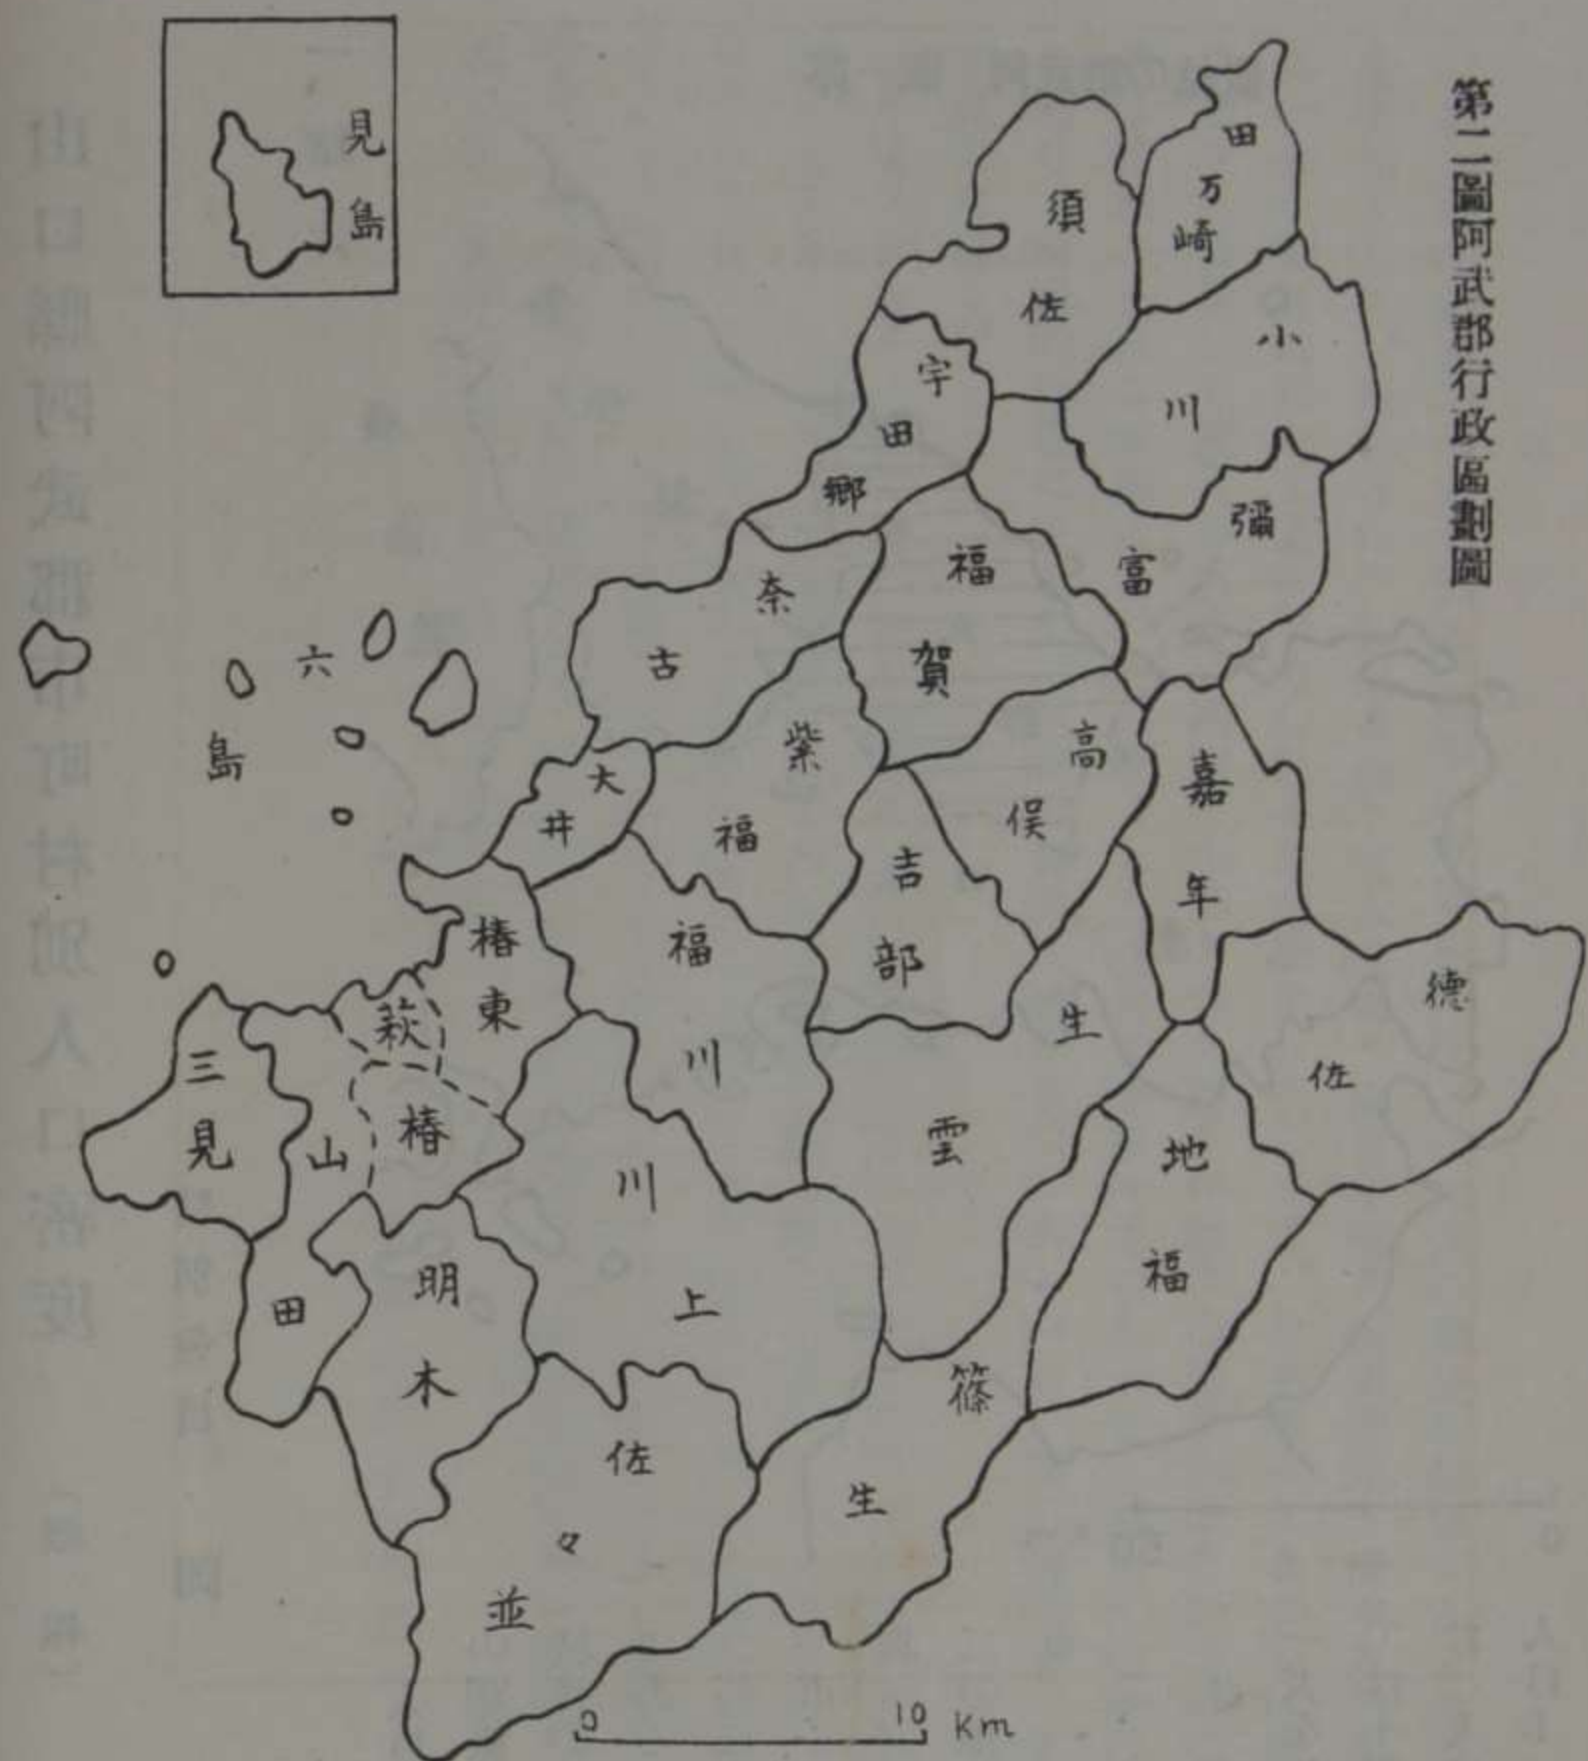 第二圖阿武郡行政區劃圖
見島
田万崎
須佐
小川
宇田郷
彌富
福賀
奈古
六島
紫福
高俣
嘉年
大井
吉部
福川
椿東
萩
椿
三見
山田
生雲
徳佐
地福
川上
明木
篠生
佐々並
0 10 Km